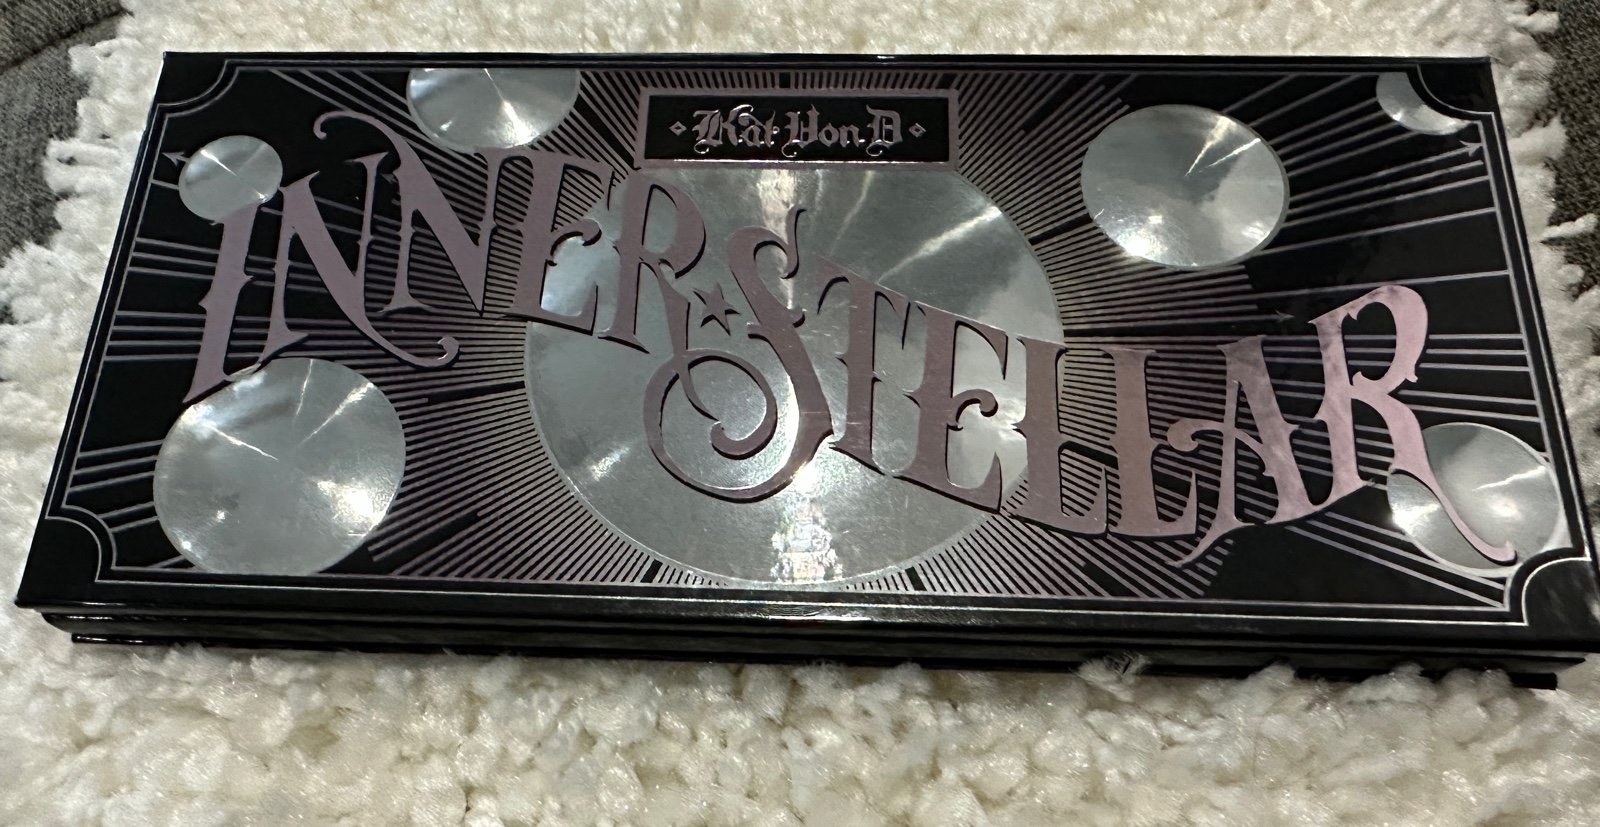 Kat Von D
INNER★STELLAR